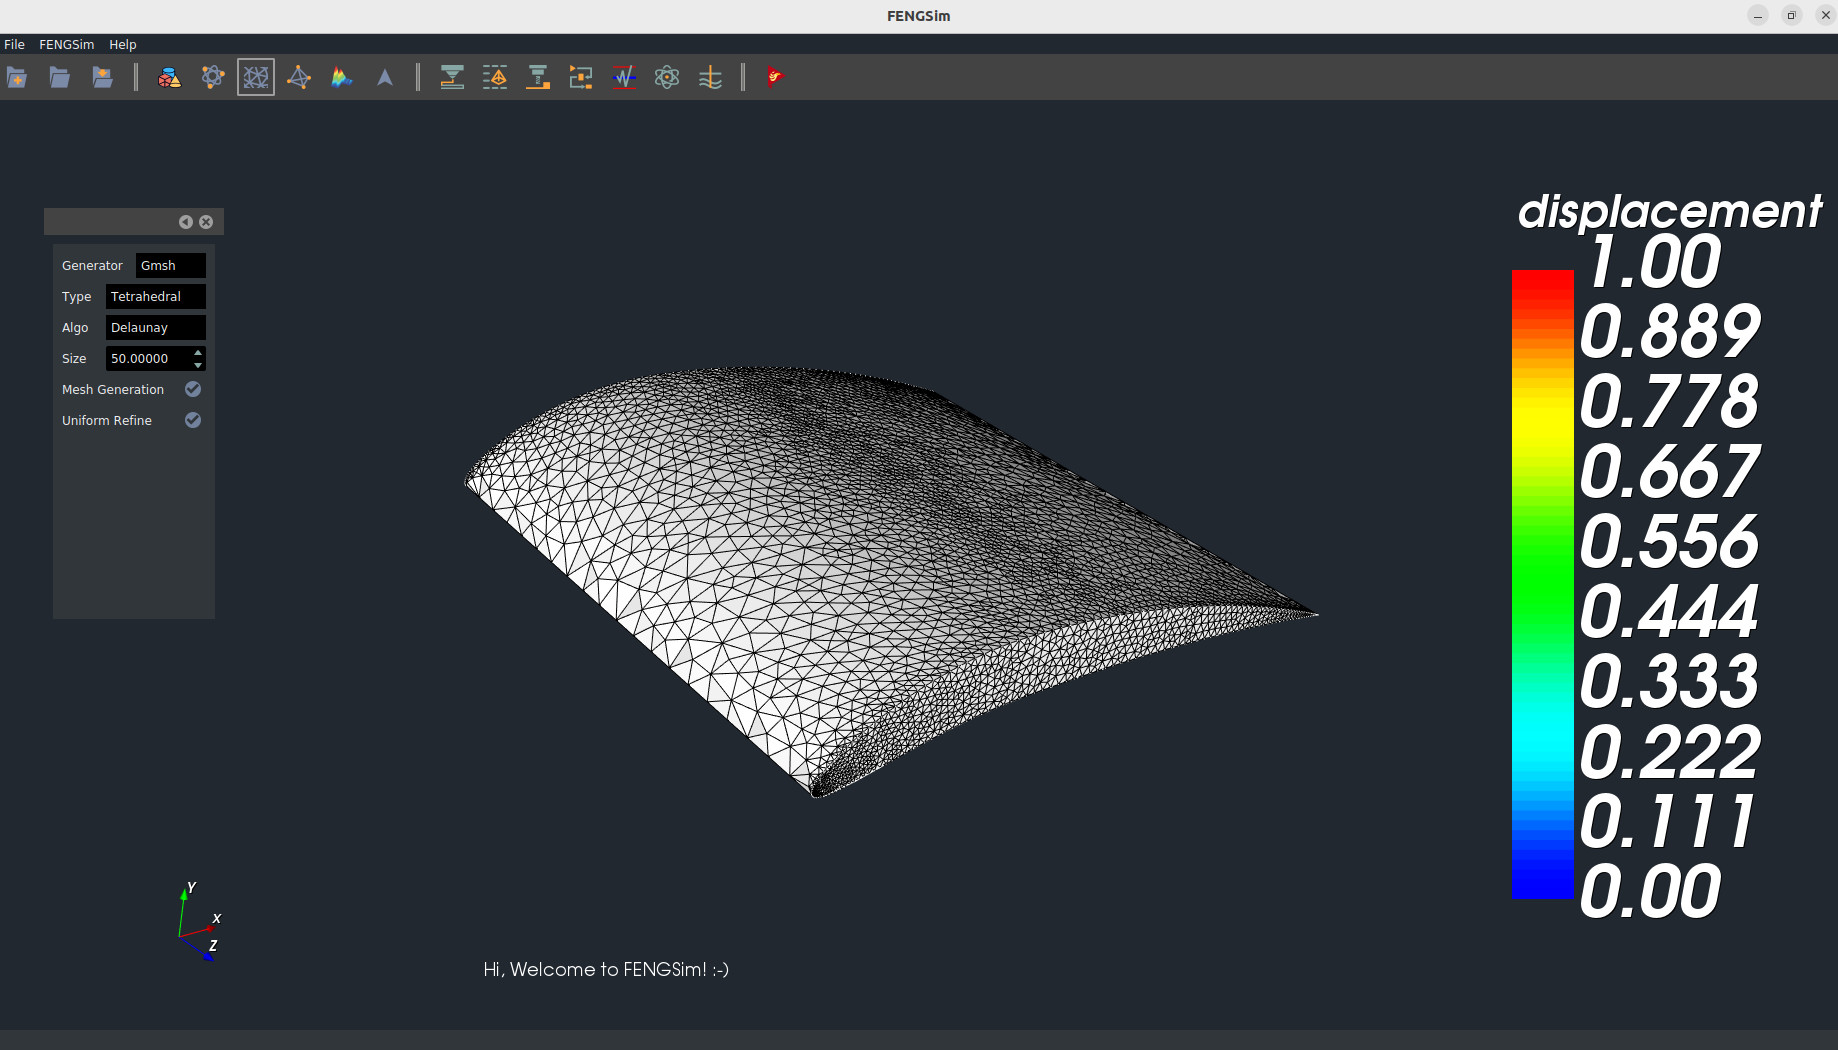 FENGSim
File FENGSim Help
Generator Gmsh
Type Tetrahedral
Algo Delaunay
Size 50.00000
Mesh Generation
Uniform Refine
displacement
1.00
0.889
0.778
0.667
0.556
0.444
0.333
0.222
0.111
0.00
Y
X
Z
Hi, Welcome to FENGSim! :-)